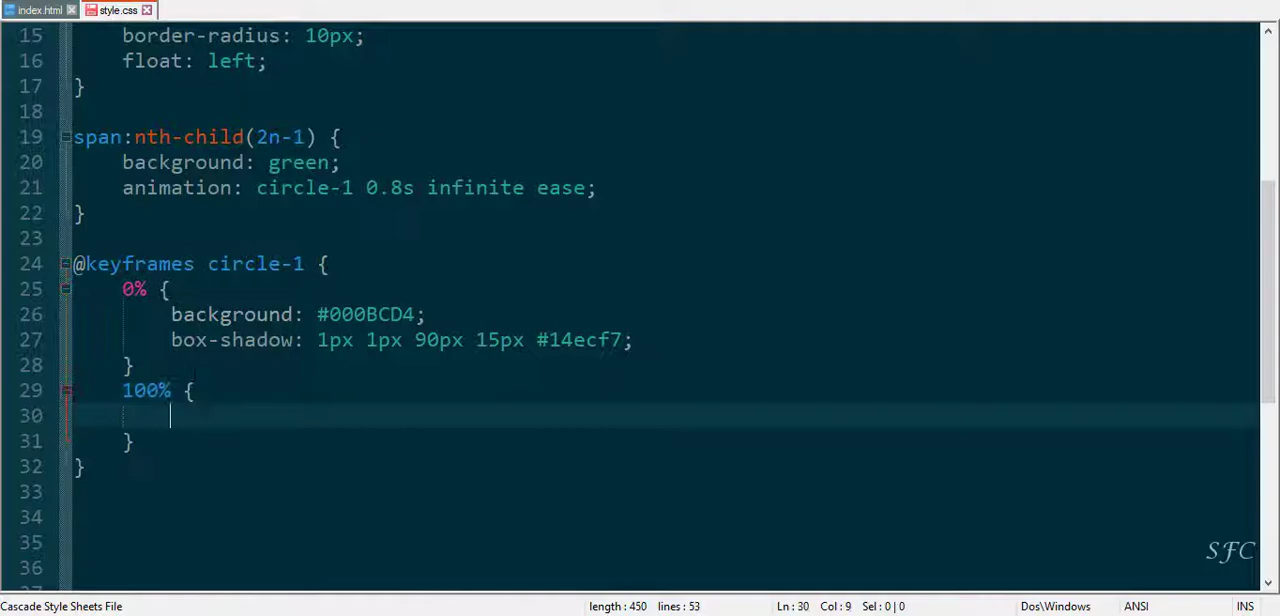 index.html
style.css
15 border-radius: 10px;
16 float: left;
17 }
18
19 span:nth-child(2n-1) {
20 background: green;
21 animation: circle-1 0.8s infinite ease;
22 }
23
24 @keyframes circle-1 {
25 0% {
26 background: #000BCD4;
27 box-shadow: 1px 1px 90px 15px #14ecf7;
28 }
29 100% {
30
31 }
32 }
33
34
35
36
SFC
Cascade Style Sheets File length : 450 lines : 53 Ln : 30 Col : 9 Sel : 0 | 0 Dos\Windows ANSI INS